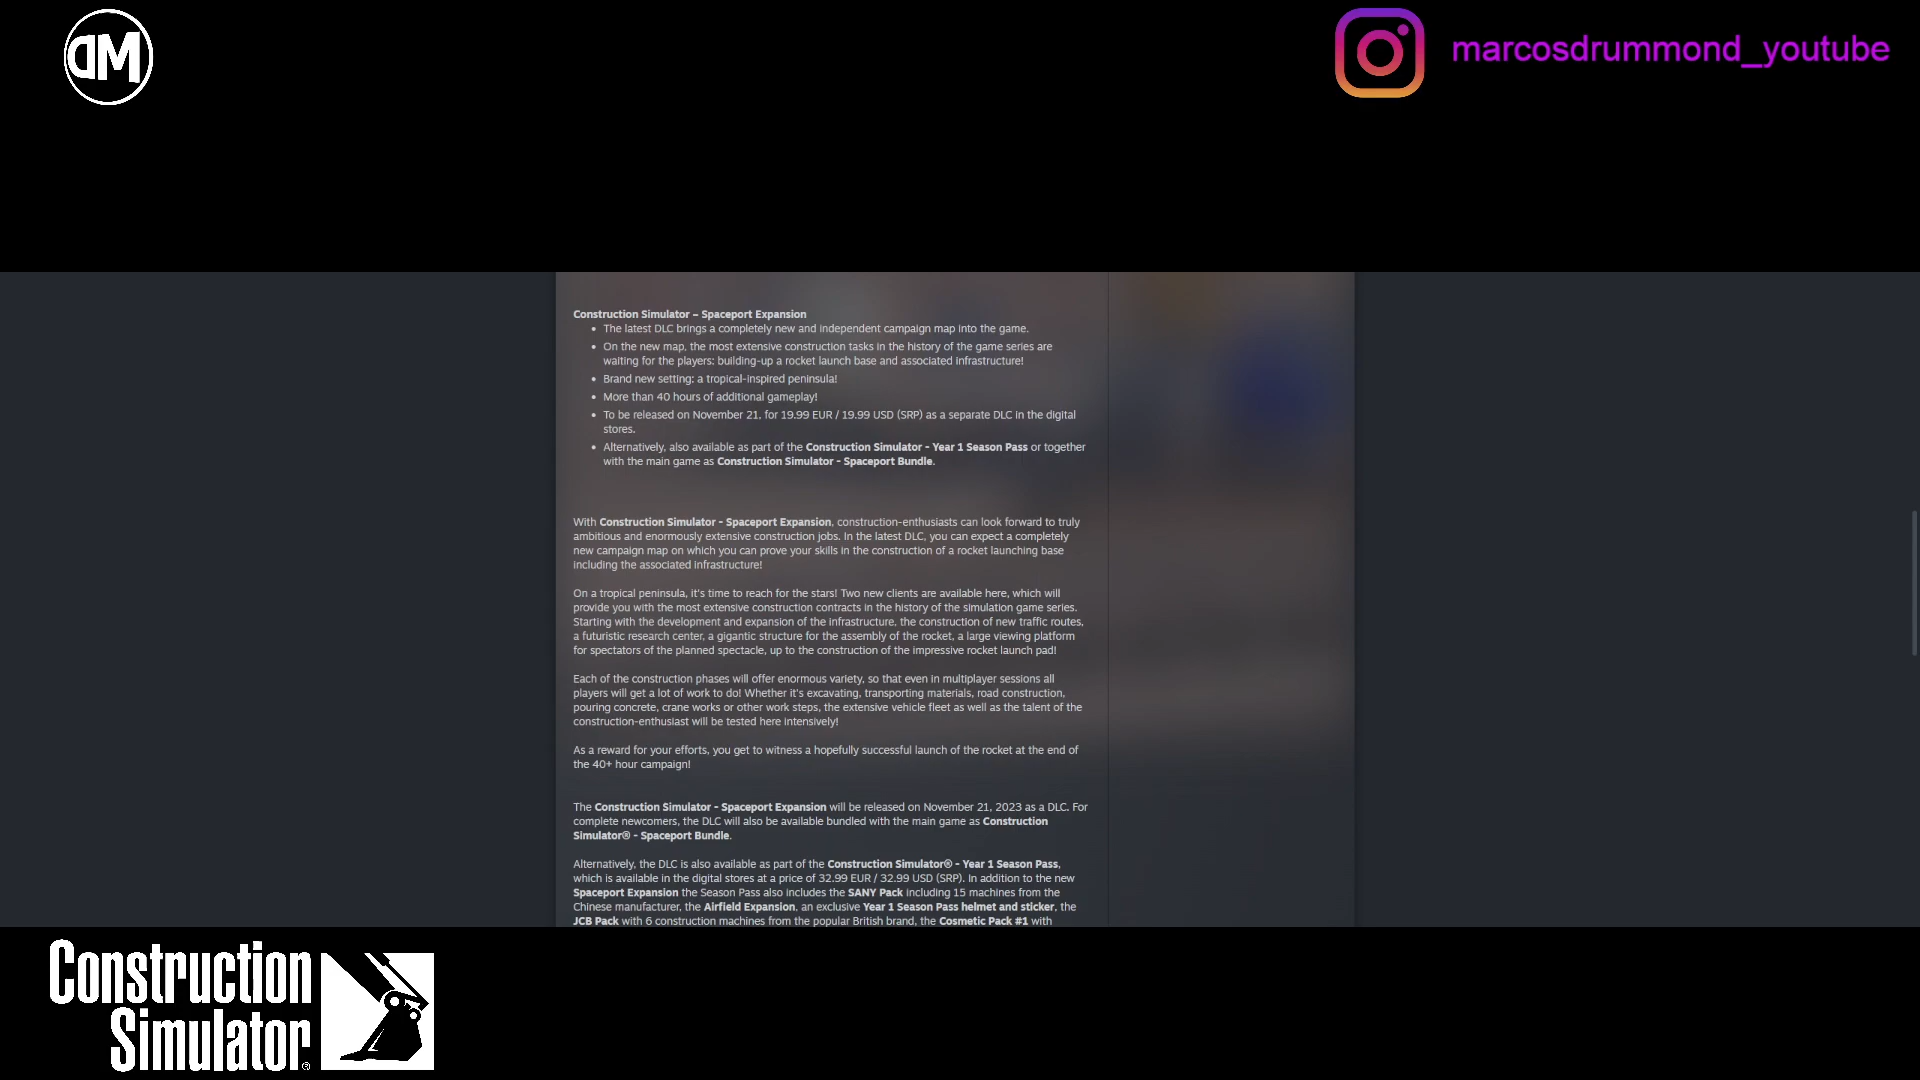 DM
marcosdrummond_youtube
Construction Simulator – Spaceport Expansion
• The latest DLC brings a completely new and independent campaign map into the game.
• On the new map, the most extensive construction tasks in the history of the game series are
waiting for the players: building-up a rocket launch base and associated infrastructure!
• Brand new setting: a tropical-inspired peninsula!
• More than 40 hours of additional gameplay!
• To be released on November 21, for 19.99 EUR / 19.99 USD (SRP) as a separate DLC in the digital
stores.
• Alternatively, also available as part of the Construction Simulator - Year 1 Season Pass or together
with the main game as Construction Simulator - Spaceport Bundle.
With Construction Simulator - Spaceport Expansion, construction-enthusiasts can look forward to truly
ambitious and enormously extensive construction jobs. In the latest DLC, you can expect a completely
new campaign map on which you can prove your skills in the construction of a rocket launching base
including the associated infrastructure!
On a tropical peninsula, it's time to reach for the stars! Two new clients are available here, which will
provide you with the most extensive construction contracts in the history of the simulation game series.
Starting with the development and expansion of the infrastructure, the construction of new traffic routes,
a futuristic research center, a gigantic structure for the assembly of the rocket, a large viewing platform
for spectators of the planned spectacle, up to the construction of the impressive rocket launch pad!
Each of the construction phases will offer enormous variety, so that even in multiplayer sessions all
players will get a lot of work to do! Whether it's excavating, transporting materials, road construction,
pouring concrete, crane works or other work steps, the extensive vehicle fleet as well as the talent of the
construction-enthusiast will be tested here intensively!
As a reward for your efforts, you get to witness a hopefully successful launch of the rocket at the end of
the 40+ hour campaign!
The Construction Simulator - Spaceport Expansion will be released on November 21, 2023 as a DLC. For
complete newcomers, the DLC will also be available bundled with the main game as Construction
Simulator® - Spaceport Bundle.
Alternatively, the DLC is also available as part of the Construction Simulator® - Year 1 Season Pass,
which is available in the digital stores at a price of 32.99 EUR / 32.99 USD (SRP). In addition to the new
Spaceport Expansion the Season Pass also includes the SANY Pack including 15 machines from the
Chinese manufacturer, the Airfield Expansion, an exclusive Year 1 Season Pass helmet and sticker, the
JCB Pack with 6 construction machines from the popular British brand, the Cosmetic Pack #1 with
Construction
Simulator®